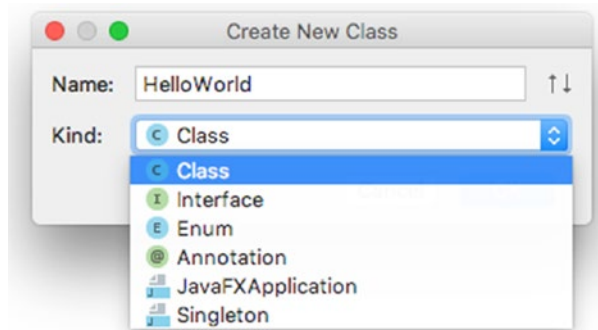 Create New Class
Name: HelloWorld
Kind: C Class
C Class
I Interface
E Enum
@ Annotation
J JavaFXApplication
J Singleton